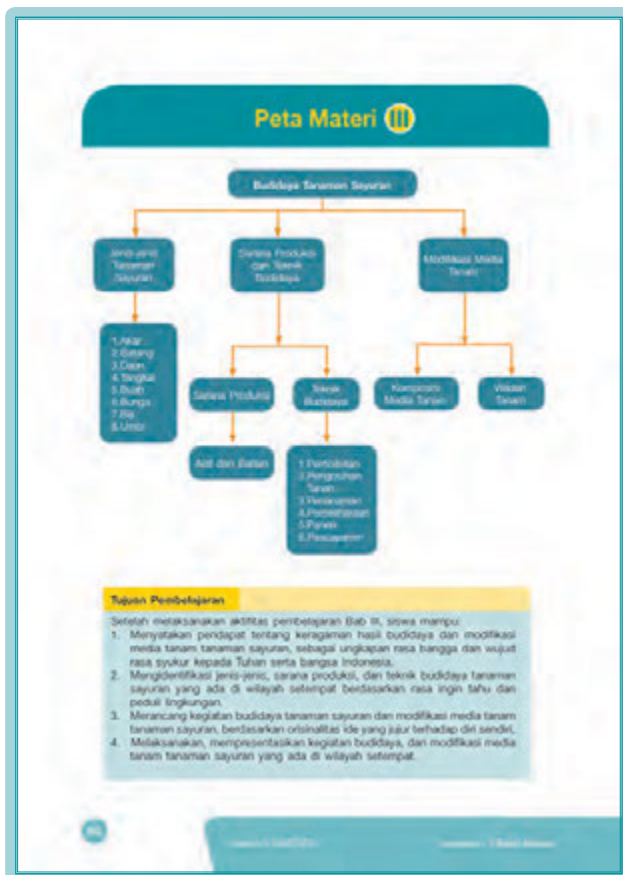 Peta Materi III
Budidaya Tanaman Sayuran
Jenis-jenis
Tanaman
Sayuran
Sarana Produksi
dan Teknik
Budidaya
Modifikasi Media
Tanam
1.Akar
2.Batang
3.Daun
4.Tangkai
5.Buah
6.Bunga
7.Biji
8.Umbi
Sarana Produksi
Teknik
Budidaya
Komposisi
Media Tanam
Wadah
Tanam
Alat dan Bahan
1.Pembibitan
2.Pengolahan
Tanah
3.Penanaman
4.Pemeliharaan
5.Panen
6.Pascapanen
Tujuan Pembelajaran
Setelah melaksanakan aktifitas pembelajaran Bab III, siswa mampu:
1. Menyatakan pendapat tentang keragaman hasil budidaya dan modifikasi
media tanam tanaman sayuran, sebagai ungkapan rasa bangga dan wujud
rasa syukur kepada Tuhan serta bangsa Indonesia.
2. Mengidentifikasi jenis-jenis, sarana produksi, dan teknik budidaya tanaman
sayuran yang ada di wilayah setempat berdasarkan rasa ingin tahu dan
peduli lingkungan.
3. Merancang kegiatan budidaya tanaman sayuran dan modifikasi media tanam
tanaman sayuran, berdasarkan orisinalitas ide yang jujur terhadap diri sendiri,
4. Melaksanakan, mempresentasikan kegiatan budidaya, dan modifikasi media
tanam tanaman sayuran yang ada di wilayah setempat.